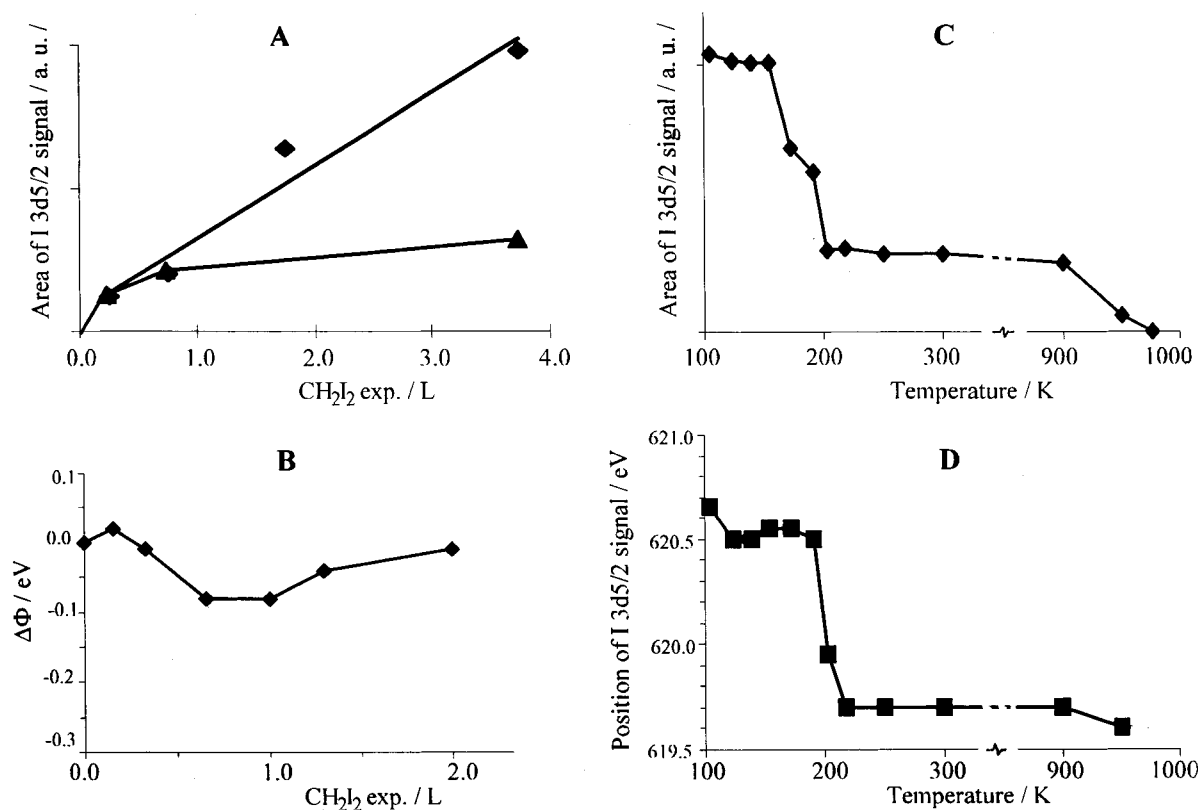 A
Area of I 3d5/2 signal / a. u. /
0.0 1.0 2.0 3.0 4.0
CH₂I₂ exp. / L
B
ΔΦ / eV
0.1
0.0
-0.1
-0.2
-0.3
0.0 1.0 2.0
CH₂I₂ exp. / L
C
Area of I 3d5/2 signal / a. u. /
100 200 300 900 1000
Temperature / K
D
Position of I 3d5/2 signal / eV
621.0
620.5
620.0
619.5
100 200 300 900 1000
Temperature / K